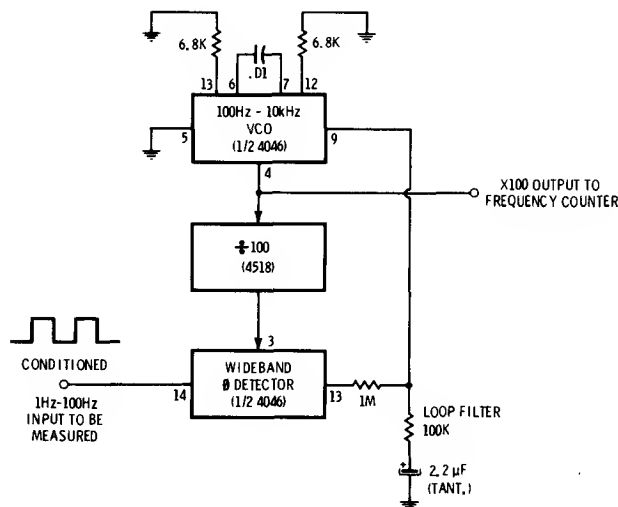 6.8K
6.8K
.01
13
6
7
12
100Hz - 10kHz
VCO
(1/2 4046)
5
9
4
X100 OUTPUT TO
FREQUENCY COUNTER
÷100
(4518)
3
CONDITIONED
1Hz-100Hz
INPUT TO BE
MEASURED
14
WIDEBAND
Ø DETECTOR
(1/2 4046)
13
1M
LOOP FILTER
100K
+
2.2 µF
(TANT.)